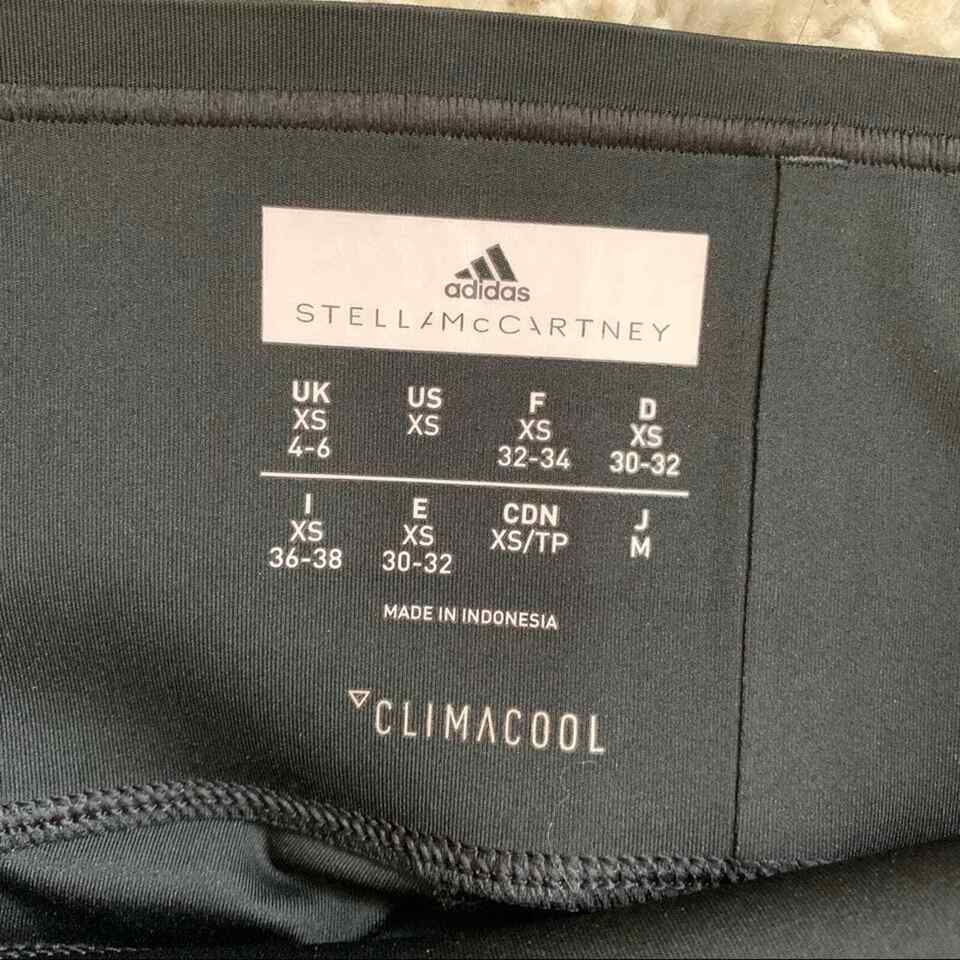 adidas
STELLAMcCARTNEY
UK US F D
XS XS XS XS
4-6 32-34 30-32
I E CDN J
XS XS XS/TP M
36-38 30-32
MADE IN INDONESIA
CLIMACOOL